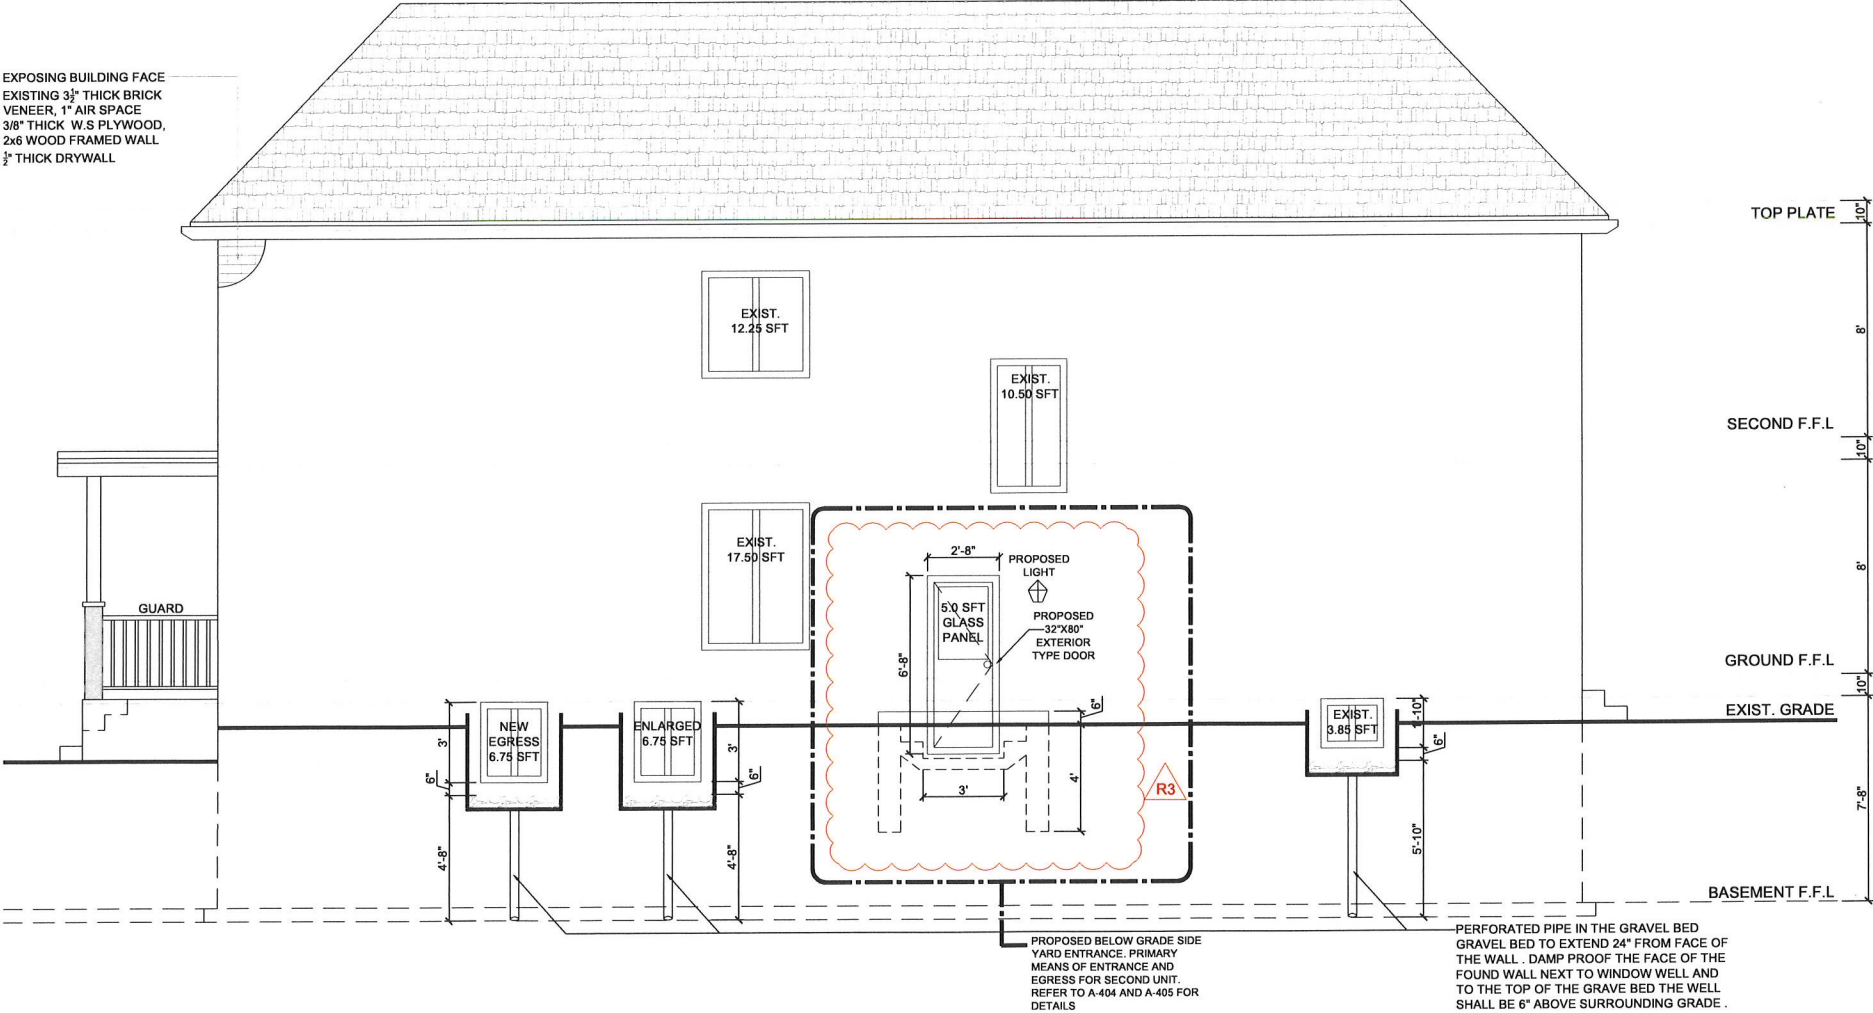 EXPOSING BUILDING FACE
EXISTING 3½" THICK BRICK
VENEER, 1" AIR SPACE
3/8" THICK W.S PLYWOOD,
2x6 WOOD FRAMED WALL
½" THICK DRYWALL
TOP PLATE
10"
8'
SECOND F.F.L
10"
8'
GROUND F.F.L
10"
EXIST. GRADE
7'-8"
BASEMENT F.F.L
EXIST.
12.25 SFT
EXIST.
10.50 SFT
EXIST.
17.50 SFT
GUARD
2'-8"
PROPOSED
LIGHT
5.0 SFT
GLASS
PANEL
PROPOSED
32"X80"
EXTERIOR
TYPE DOOR
6'-8"
6"
4'
3'
R3
NEW
EGRESS
6.75 SFT
3'
6"
4'-8"
ENLARGED
6.75 SFT
3'
6"
4'-8"
EXIST.
3.85 SFT
1'-10"
6"
5'-10"
PROPOSED BELOW GRADE SIDE
YARD ENTRANCE. PRIMARY
MEANS OF ENTRANCE AND
EGRESS FOR SECOND UNIT.
REFER TO A-404 AND A-405 FOR
DETAILS
PERFORATED PIPE IN THE GRAVEL BED
GRAVEL BED TO EXTEND 24" FROM FACE OF
THE WALL . DAMP PROOF THE FACE OF THE
FOUND WALL NEXT TO WINDOW WELL AND
TO THE TOP OF THE GRAVE BED THE WELL
SHALL BE 6" ABOVE SURROUNDING GRADE .